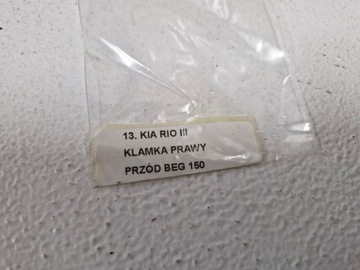 13. KIA RIO III
KLAMKA PRAWY
PRZÓD BEG 150